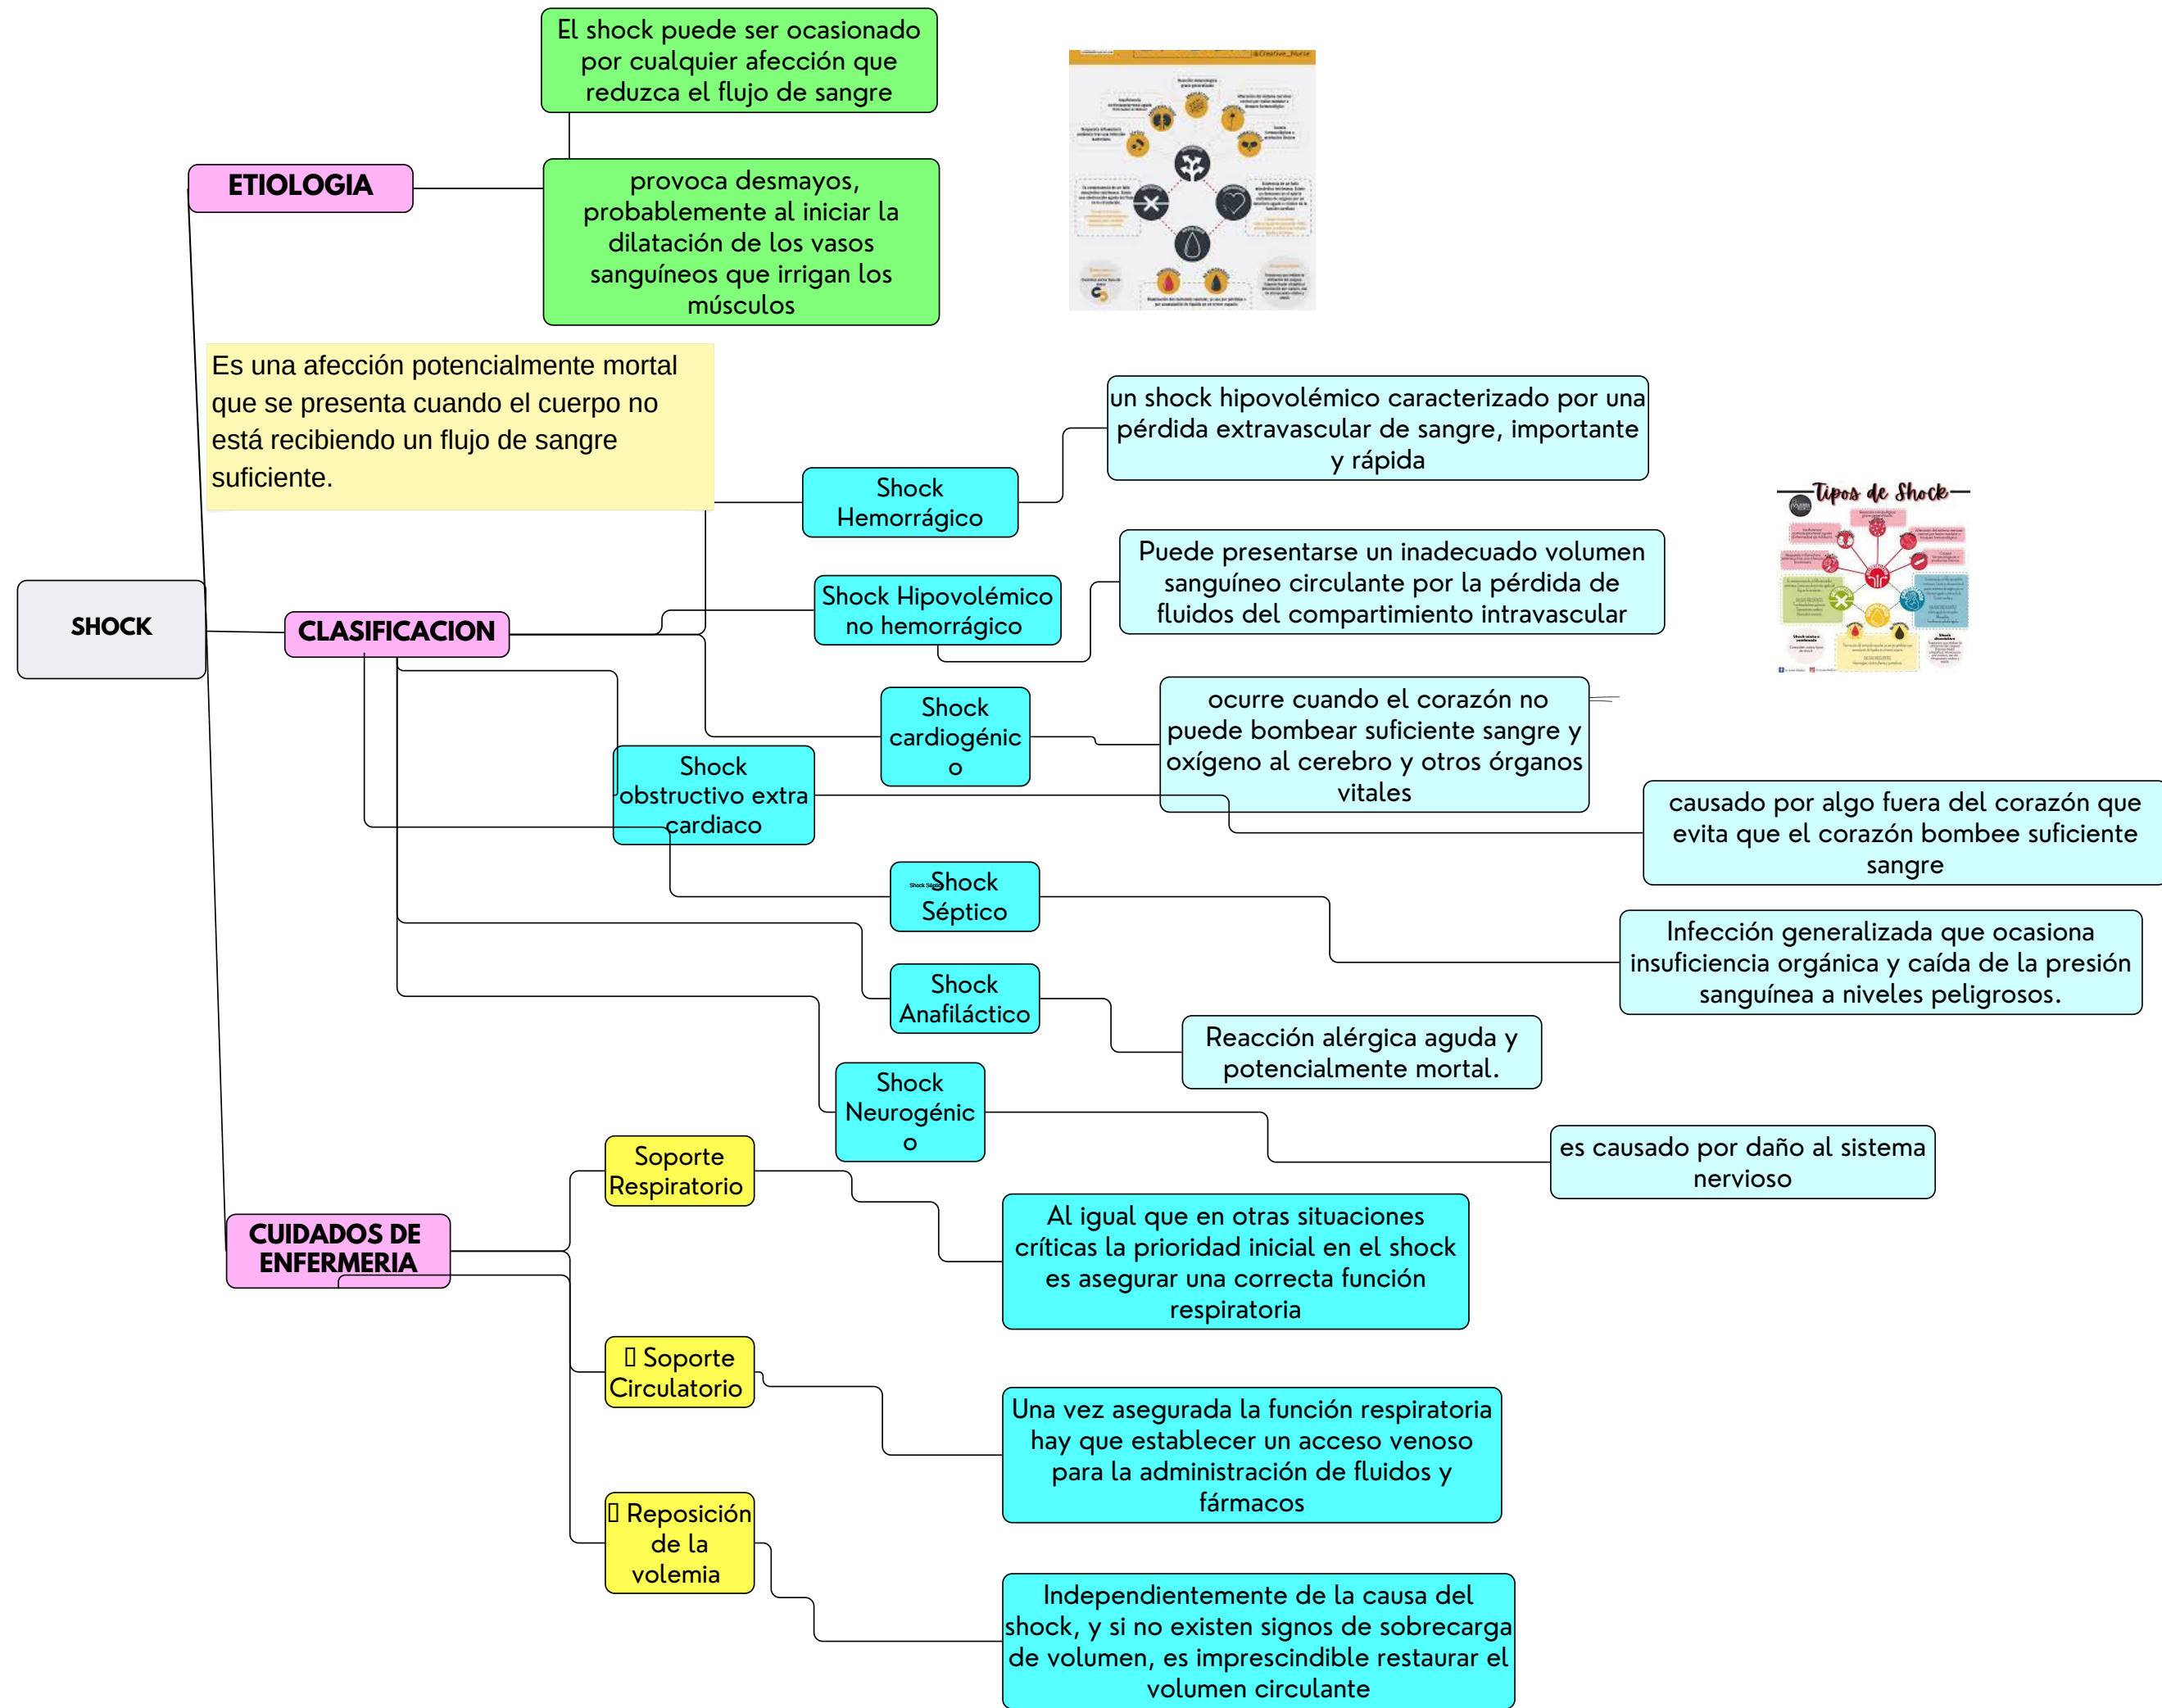 El shock puede ser ocasionado
por cualquier afección que
reduzca el flujo de sangre
@Creative_Nurse
ETIOLOGIA
provoca desmayos,
probablemente al iniciar la
dilatación de los vasos
sanguíneos que irrigan los
músculos
Es una afección potencialmente mortal
que se presenta cuando el cuerpo no
está recibiendo un flujo de sangre
suficiente.
un shock hipovolémico caracterizado por una
pérdida extravascular de sangre, importante
y rápida
Shock
Hemorrágico
Tipos de Shock
Puede presentarse un inadecuado volumen
sanguíneo circulante por la pérdida de
fluidos del compartimiento intravascular
Shock Hipovolémico
no hemorrágico
SHOCK
CLASIFICACION
Shock
cardiogénic
o
ocurre cuando el corazón no
puede bombear suficiente sangre y
oxígeno al cerebro y otros órganos
vitales
Shock
obstructivo extra
cardiaco
causado por algo fuera del corazón que
evita que el corazón bombee suficiente
sangre
Shock Séptico
Shock
Séptico
Infección generalizada que ocasiona
insuficiencia orgánica y caída de la presión
sanguínea a niveles peligrosos.
Shock
Anafiláctico
Reacción alérgica aguda y
potencialmente mortal.
Shock
Neurogénic
o
es causado por daño al sistema
nervioso
CUIDADOS DE
ENFERMERIA
Soporte
Respiratorio
Al igual que en otras situaciones
críticas la prioridad inicial en el shock
es asegurar una correcta función
respiratoria
Soporte
Circulatorio
Una vez asegurada la función respiratoria
hay que establecer un acceso venoso
para la administración de fluidos y
fármacos
Reposición
de la
volemia
Independientemente de la causa del
shock, y si no existen signos de sobrecarga
de volumen, es imprescindible restaurar el
volumen circulante